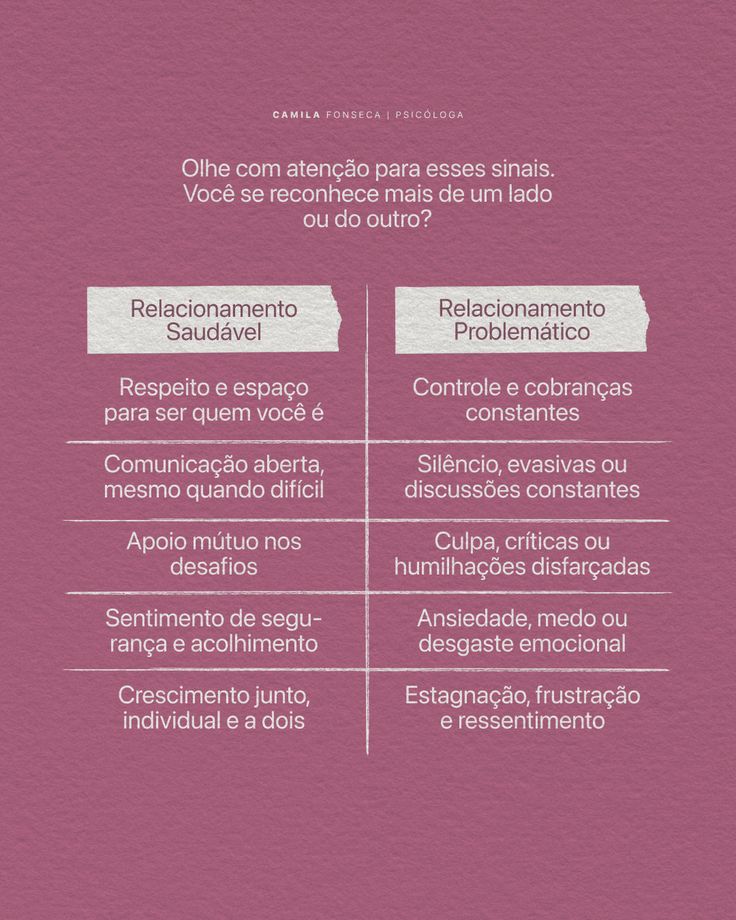 CAMILA FONSECA | PSICÓLOGA
Olhe com atenção para esses sinais.
Você se reconhece mais de um lado
ou do outro?
Relacionamento
Saudável
Relacionamento
Problemático
Respeito e espaço
para ser quem você é
Controle e cobranças
constantes
Comunicação aberta,
mesmo quando difícil
Silêncio, evasivas ou
discussões constantes
Apoio mútuo nos
desafios
Culpa, críticas ou
humilhações disfarçadas
Sentimento de segu-
rança e acolhimento
Ansiedade, medo ou
desgaste emocional
Crescimento junto,
individual e a dois
Estagnação, frustração
e ressentimento